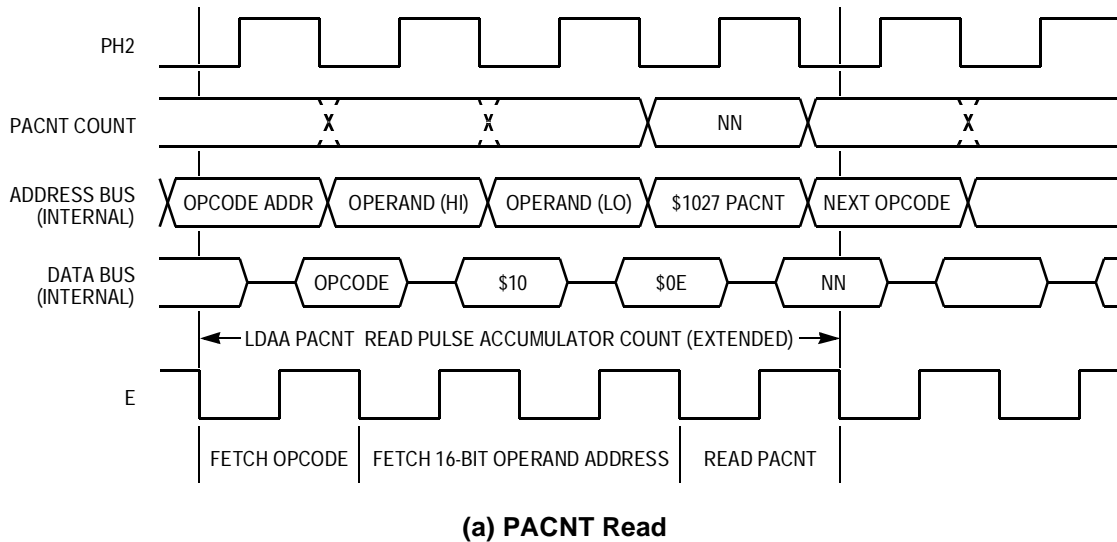 PH2
PACNT COUNT
X X NN X
ADDRESS BUS
(INTERNAL)
OPCODE ADDR OPERAND (HI) OPERAND (LO) $1027 PACNT NEXT OPCODE
DATA BUS
(INTERNAL)
OPCODE $10 $0E NN
LDAA PACNT READ PULSE ACCUMULATOR COUNT (EXTENDED)
E
FETCH OPCODE FETCH 16-BIT OPERAND ADDRESS READ PACNT
(a) PACNT Read